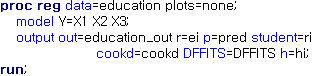 proc reg data=education plots=none;
model Y=X1 X2 X3;
output out=education_out r=ei p=pred student=ri
cookd=cookd DFFITS=DFFITS h=hi;
run;